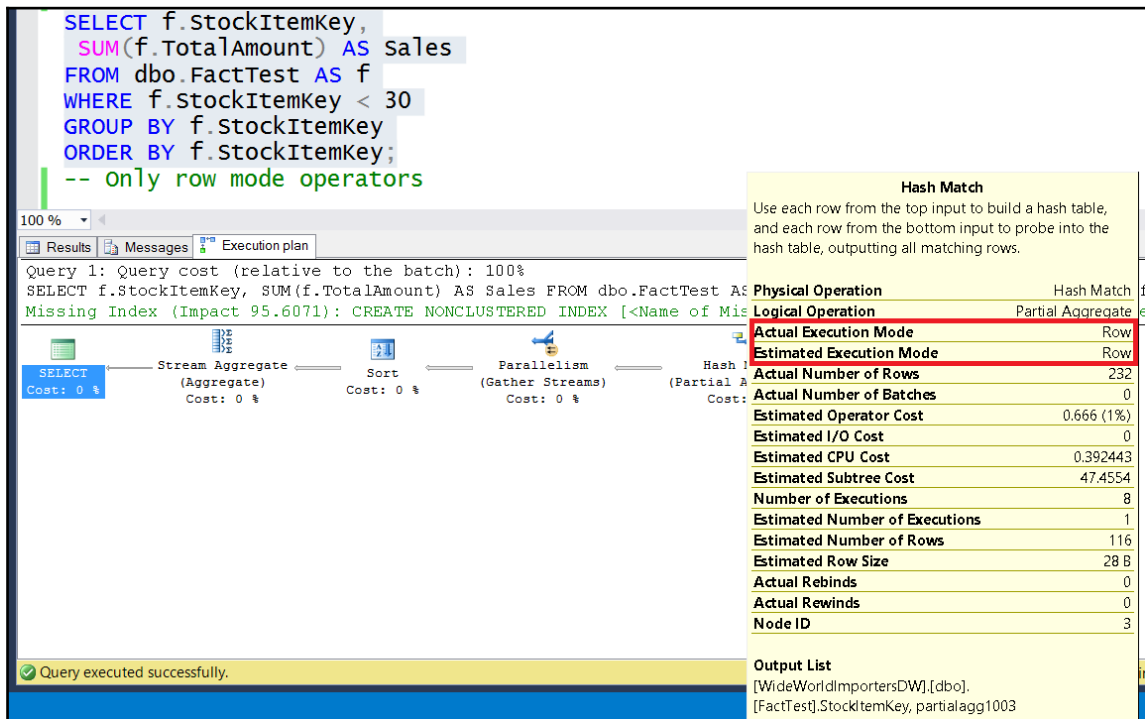 SELECT f.StockItemKey,
SUM(f.TotalAmount) AS Sales
FROM dbo.FactTest AS f
WHERE f.StockItemKey < 30
GROUP BY f.StockItemKey
ORDER BY f.StockItemKey;
-- Only row mode operators
100 %
Results Messages Execution plan
Query 1: Query cost (relative to the batch): 100%
SELECT f.StockItemKey, SUM(f.TotalAmount) AS Sales FROM dbo.FactTest AS
Missing Index (Impact 95.6071): CREATE NONCLUSTERED INDEX [<Name of Mis
SELECT
Cost: 0 %
Stream Aggregate
(Aggregate)
Cost: 0 %
Sort
Cost: 0 %
Parallelism
(Gather Streams)
Cost: 0 %
Hash
(Partial A
Cost:
Query executed successfully.
Hash Match
Use each row from the top input to build a hash table,
and each row from the bottom input to probe into the
hash table, outputting all matching rows.
Physical Operation Hash Match
Logical Operation Partial Aggregate
Actual Execution Mode Row
Estimated Execution Mode Row
Actual Number of Rows 232
Actual Number of Batches 0
Estimated Operator Cost 0.666 (1%)
Estimated I/O Cost 0
Estimated CPU Cost 0.392443
Estimated Subtree Cost 47.4554
Number of Executions 8
Estimated Number of Executions 1
Estimated Number of Rows 116
Estimated Row Size 28 B
Actual Rebinds 0
Actual Rewinds 0
Node ID 3
Output List
[WideWorldImportersDW].[dbo].
[FactTest].StockItemKey, partialagg1003